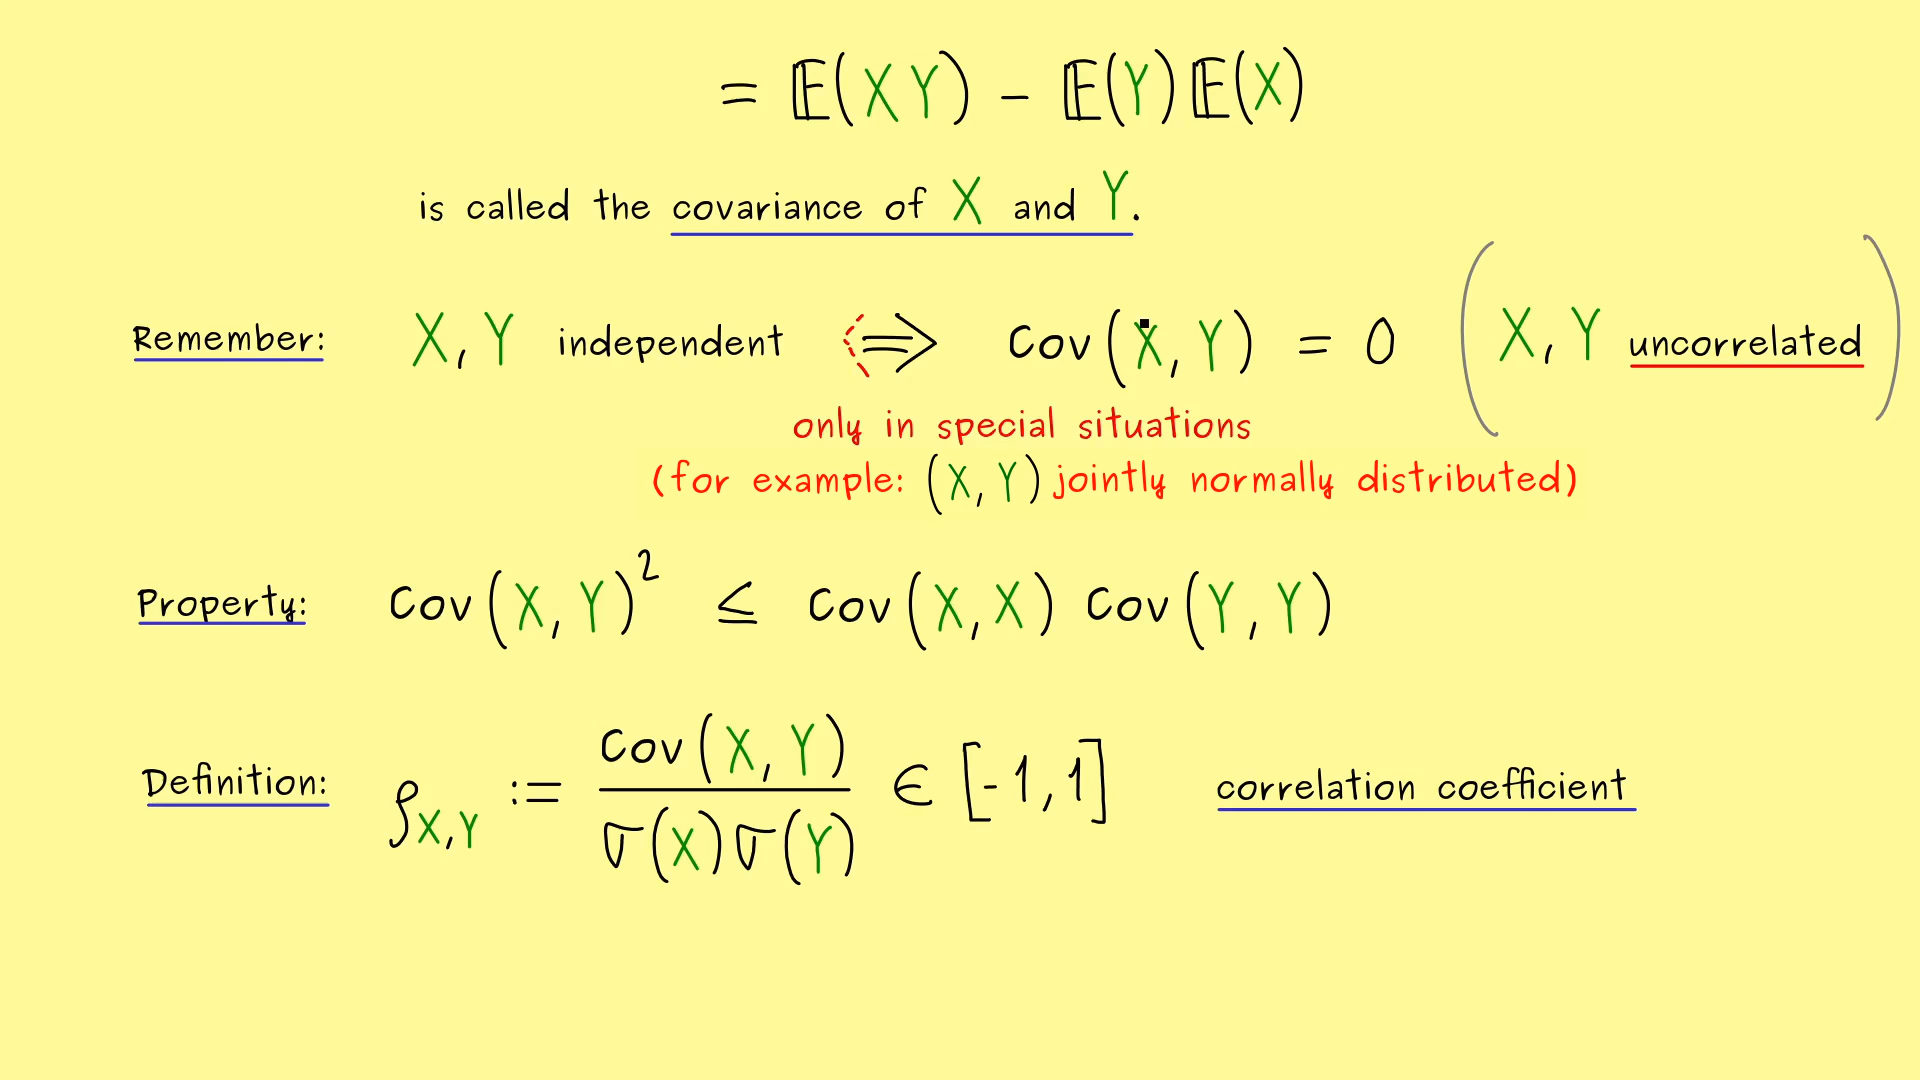 = 𝔼(XY) − 𝔼(Y)𝔼(X)
is called the covariance of X and Y.
Remember: X, Y independent ⇐⇒ Cov(X, Y) = 0 (X, Y uncorrelated)
only in special situations
(for example: (X, Y) jointly normally distributed)
Property: Cov(X, Y)² ≤ Cov(X, X) Cov(Y, Y)
Definition: ρ_X,Y := Cov(X, Y) / σ(X)σ(Y) ∈ [-1, 1] correlation coefficient